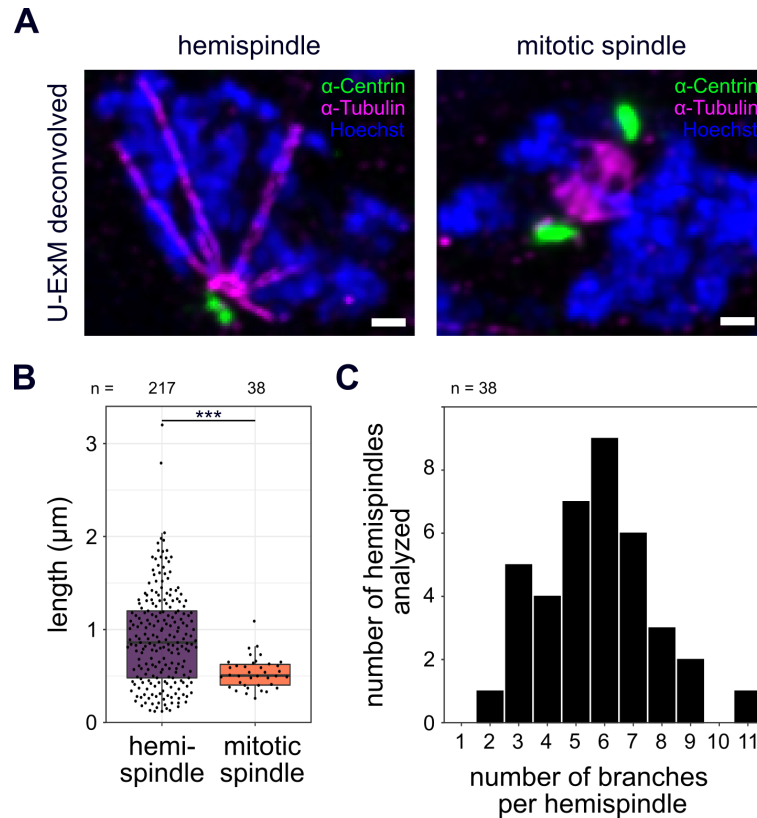 A
hemispindle
mitotic spindle
U-ExM deconvolved
α-Centrin
α-Tubulin
Hoechst
α-Centrin
α-Tubulin
Hoechst
B
n = 217 38
***
length (µm)
3
2
1
0
hemi-
spindle
mitotic
spindle
C
n = 38
number of hemispindles
analyzed
8
6
4
2
0
1 2 3 4 5 6 7 8 9 10 11
number of branches
per hemispindle